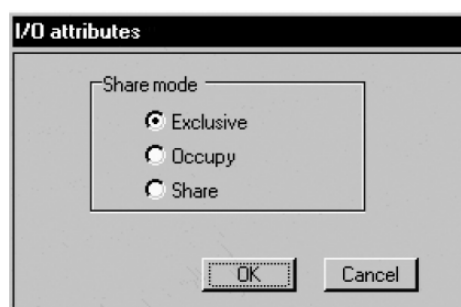 I/O attributes
Share mode
Exclusive
Occupy
Share
OK
Cancel